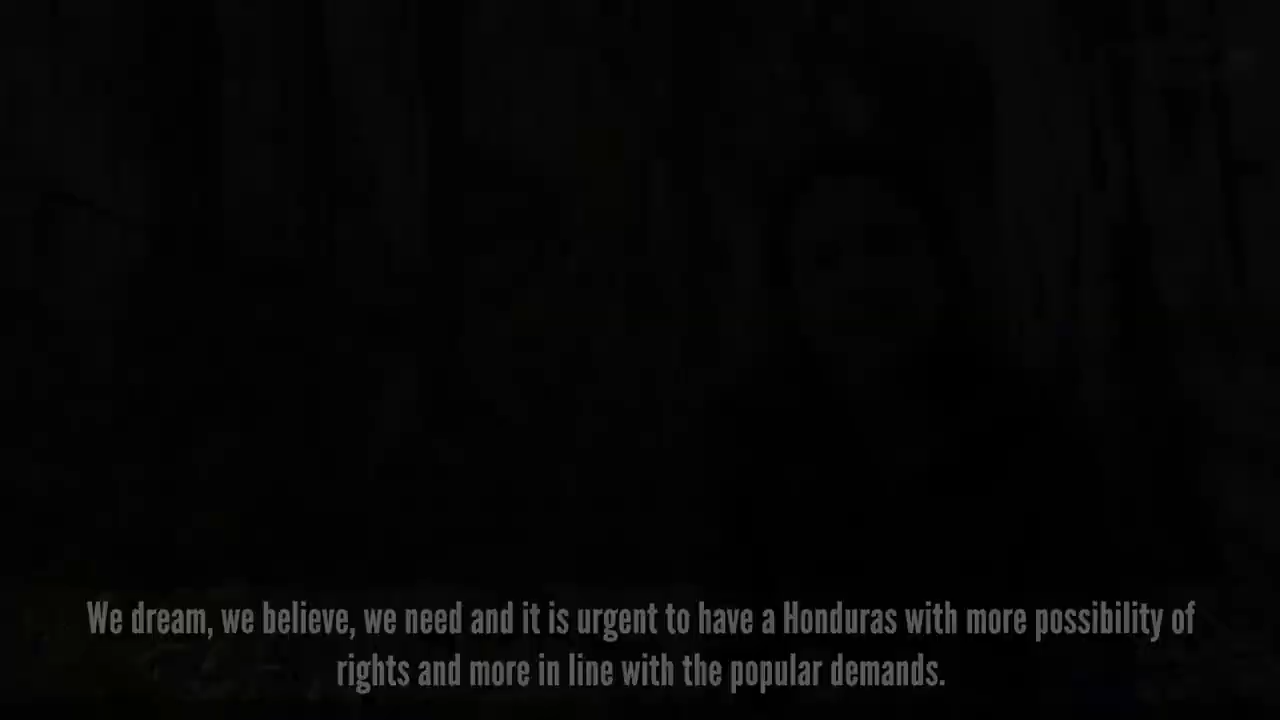 We dream, we believe, we need and it is urgent to have a Honduras with more possibility of
rights and more in line with the popular demands.